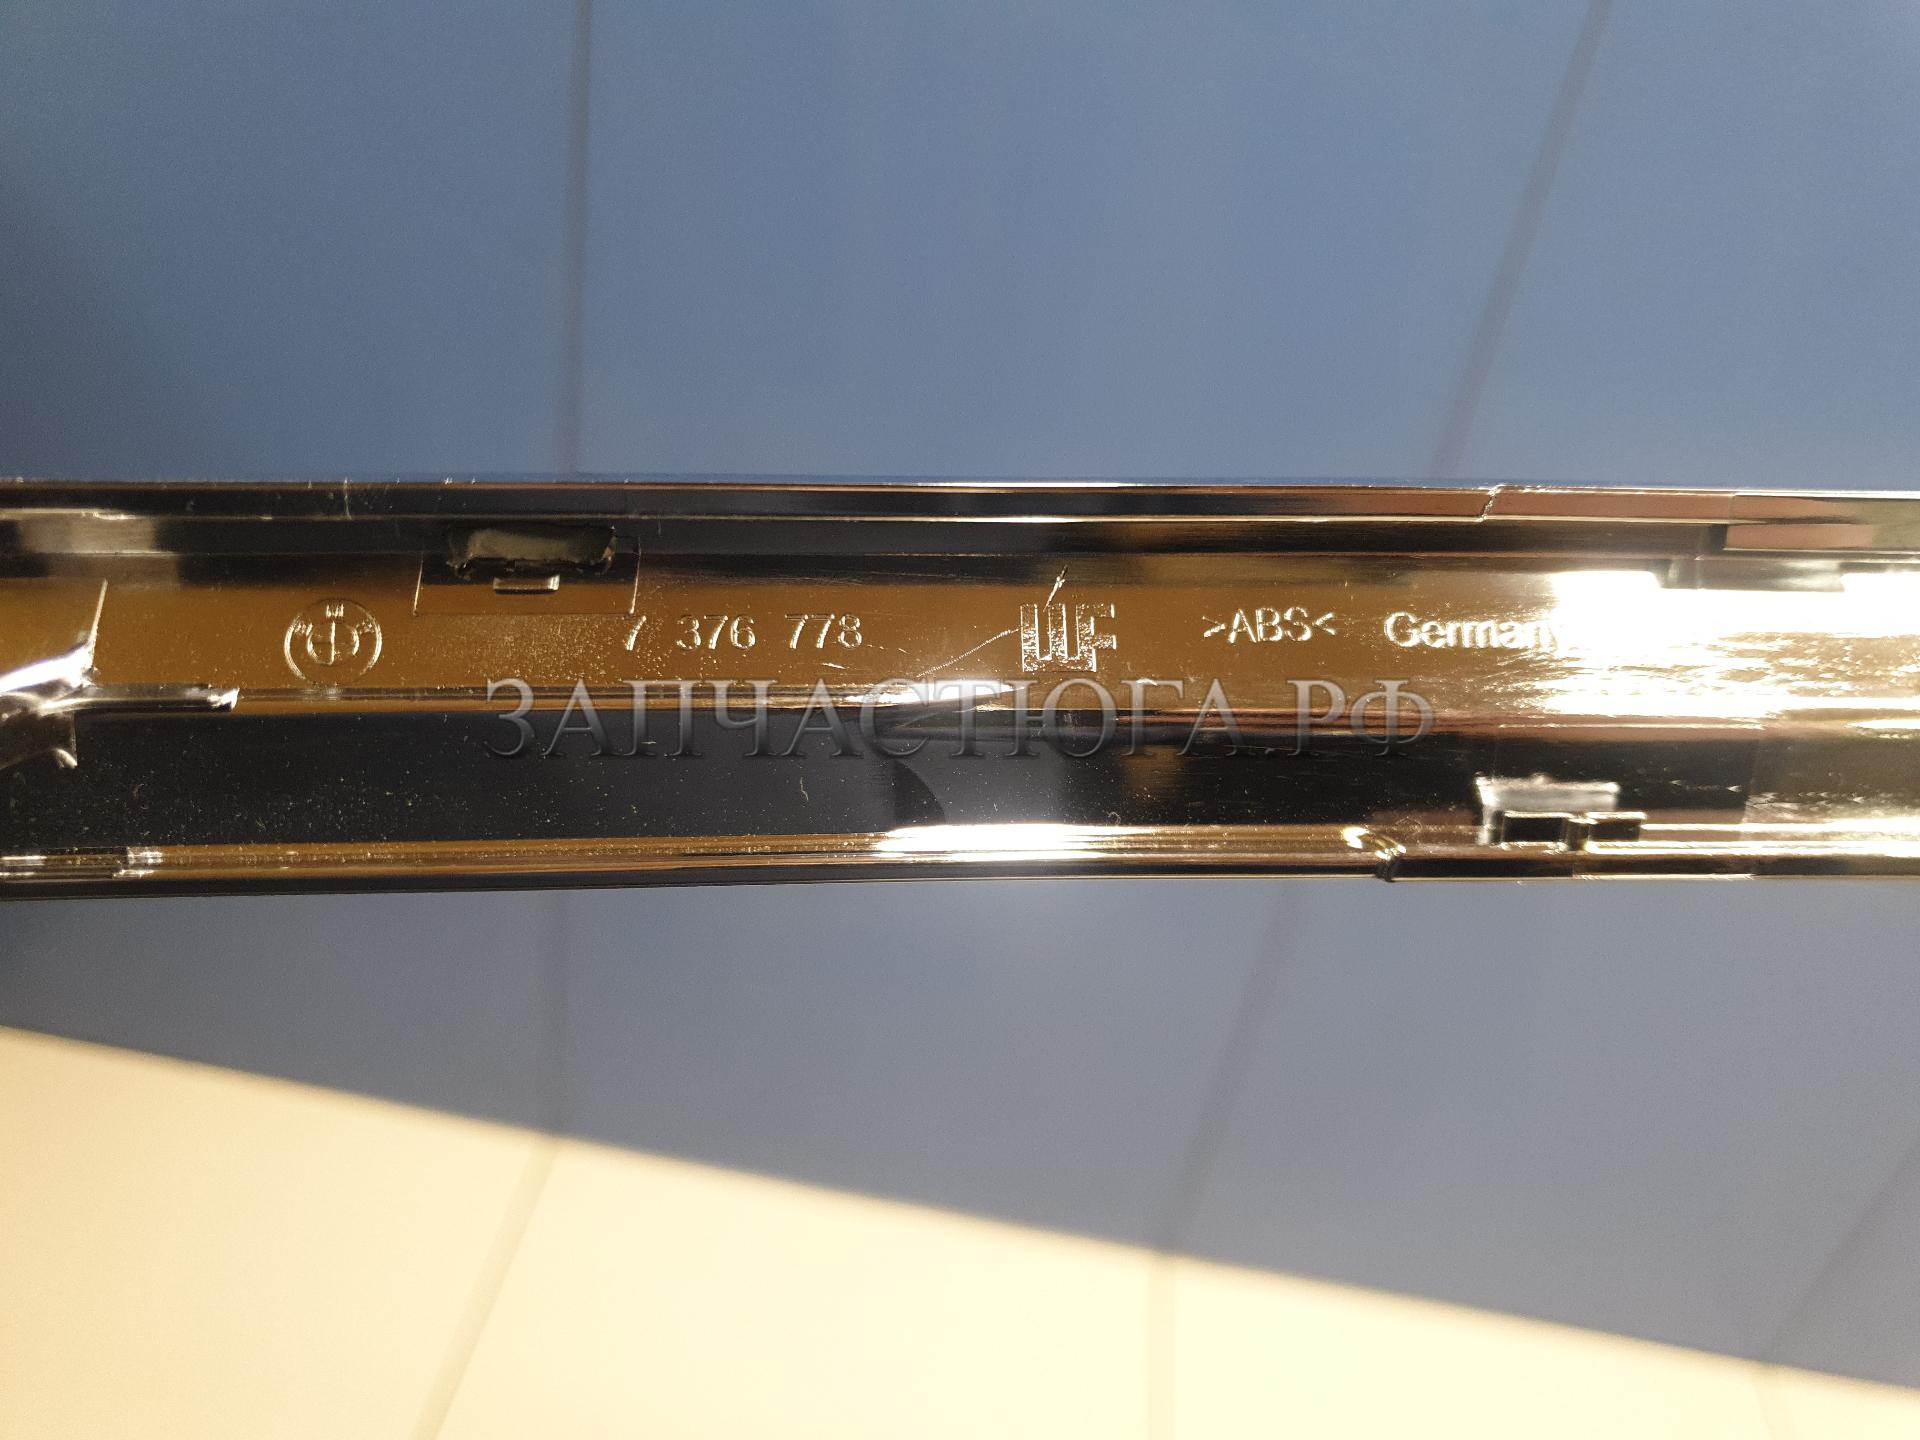 7 376 778 >ABS< Germany
ЗАПЧАСТЮГА.РФ